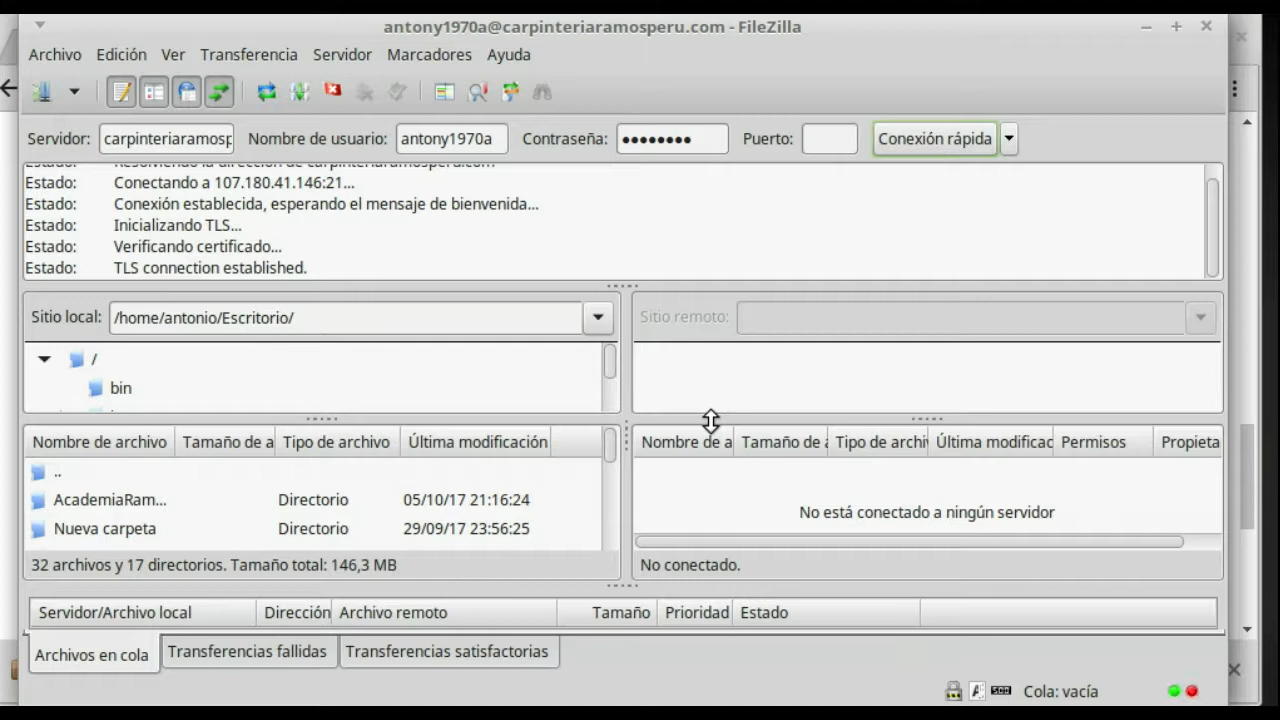 antony1970a@carpinteriaramosperu.com - FileZilla
Archivo Edición Ver Transferencia Servidor Marcadores Ayuda
Servidor: carpinteriaramosp Nombre de usuario: antony1970a Contraseña: ●●●●●●●● Puerto: Conexión rápida
Resolviendo la dirección de carpinteriaramosperu.com
Estado: Conectando a 107.180.41.146:21...
Estado: Conexión establecida, esperando el mensaje de bienvenida...
Estado: Inicializando TLS...
Estado: Verificando certificado...
Estado: TLS connection established.
Sitio local: /home/antonio/Escritorio/
Sitio remoto:
/
bin
Nombre de archivo Tamaño de a Tipo de archivo Última modificación
..
AcademiaRam... Directorio 05/10/17 21:16:24
Nueva carpeta Directorio 29/09/17 23:56:25
32 archivos y 17 directorios. Tamaño total: 146,3 MB
Nombre de a Tamaño de a Tipo de archi Última modificac Permisos Propieta
No está conectado a ningún servidor
No conectado.
Servidor/Archivo local Dirección Archivo remoto Tamaño Prioridad Estado
Archivos en cola Transferencias fallidas Transferencias satisfactorias
Cola: vacía